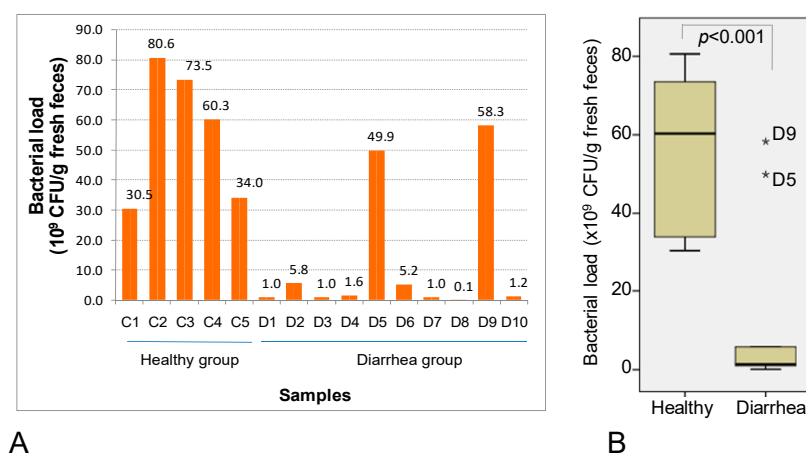 90.0
80.0
70.0
60.0
50.0
40.0
30.0
20.0
10.0
0.0
Bacterial load
(10⁹ CFU/g fresh feces)
30.5
80.6
73.5
60.3
34.0
1.0
5.8
1.0
1.6
49.9
5.2
1.0
0.1
58.3
1.2
C1 C2 C3 C4 C5 D1 D2 D3 D4 D5 D6 D7 D8 D9 D10
Healthy group Diarrhea group
Samples
A
p<0.001
80
60
40
20
0
Bacterial load (x10⁹ CFU/g fresh feces)
* D9
* D5
Healthy Diarrhea
B